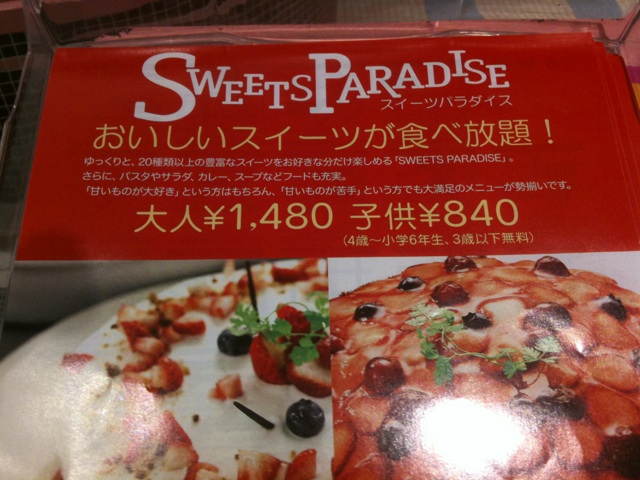 SWEETS PARADISE
スイーツパラダイス
おいしいスイーツが食べ放題！
ゆっくりと、20種類以上の豊富なスイーツをお好きな分だけ楽しめる「SWEETS PARADISE」。
さらに、パスタやサラダ、カレー、スープなどフードも充実。
「甘いものが大好き」という方はもちろん、「甘いものが苦手」という方でも大満足のメニューが勢揃いです。
大人¥1,480 子供¥840
（4歳～小学6年生、3歳以下無料）